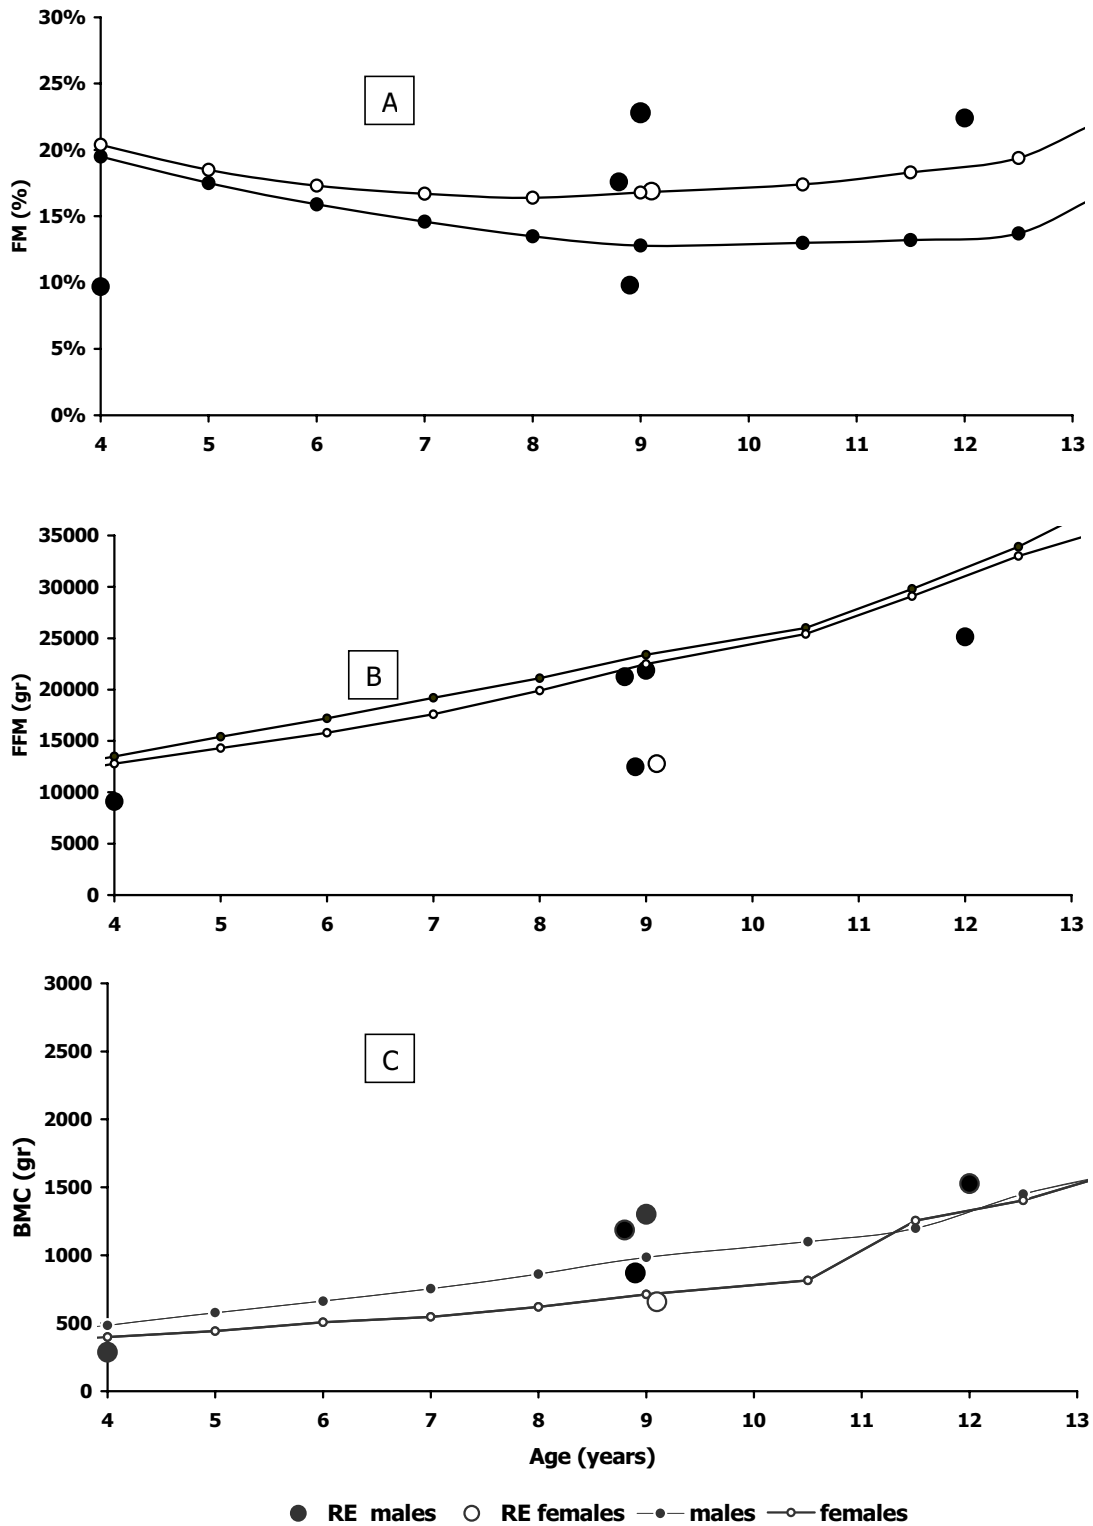 30%
25%
A
20%
FM (%)
15%
10%
5%
0%
4 5 6 7 8 9 10 11 12 13
35000
30000
25000
B
20000
FFM (gr)
15000
10000
5000
0
4 5 6 7 8 9 10 11 12 13
3000
2500
C
2000
BMC (gr)
1500
1000
500
0
4 5 6 7 8 9 10 11 12 13
Age (years)
RE males RE females males females